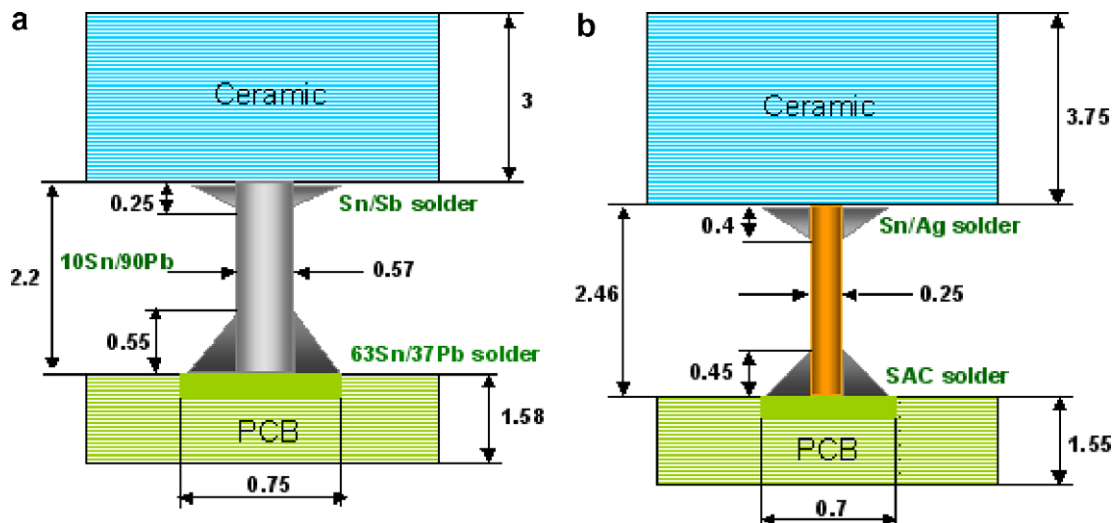 a
Ceramic
3
0.25
Sn/Sb solder
10Sn/90Pb
2.2
0.57
0.55
63Sn/37Pb solder
PCB
1.58
0.75
b
Ceramic
3.75
0.4
Sn/Ag solder
2.46
0.25
0.45
SAC solder
PCB
1.55
0.7